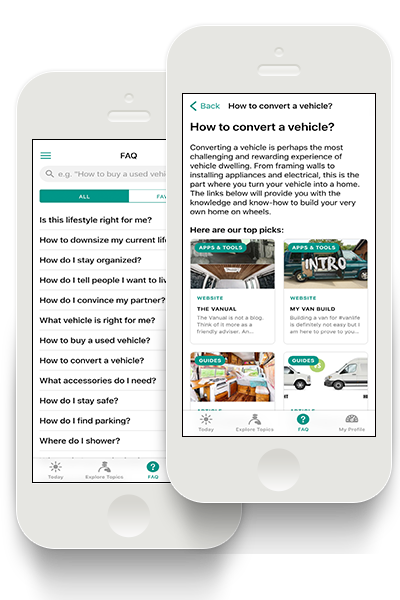 FAQ
e.g. "How to buy a used vehi
ALL
FAV
Is this lifestyle right for me?
How to downsize my current life
How do I stay organized?
How do I tell people I want to liv
How do I convince my partner?
What vehicle is right for me?
How to buy a used vehicle?
How to convert a vehicle?
What accessories do I need?
How do I stay safe?
How do I find parking?
Where do I shower?
Today
Explore Topics
FAQ
Back
How to convert a vehicle?
How to convert a vehicle?
Converting a vehicle is perhaps the most
challenging and rewarding experience of
vehicle dwelling. From framing walls to
installing appliances and electrical, this is the
part where you turn your vehicle into a home.
The links below will provide you with the
knowledge and know-how to build your very
own home on wheels.
Here are our top picks:
APPS & TOOLS
WEBSITE
THE VANUAL
The Vanual is not a blog.
Think of it more as a
friendly adviser. An...
APPS & TOOLS
INTRO
WEBSITE
MY VAN BUILD
Building a van for #vanlife
is definitely not easy but I
am here to prove to you...
GUIDES
GUIDES
Today
Explore Topics
FAQ
My Profile